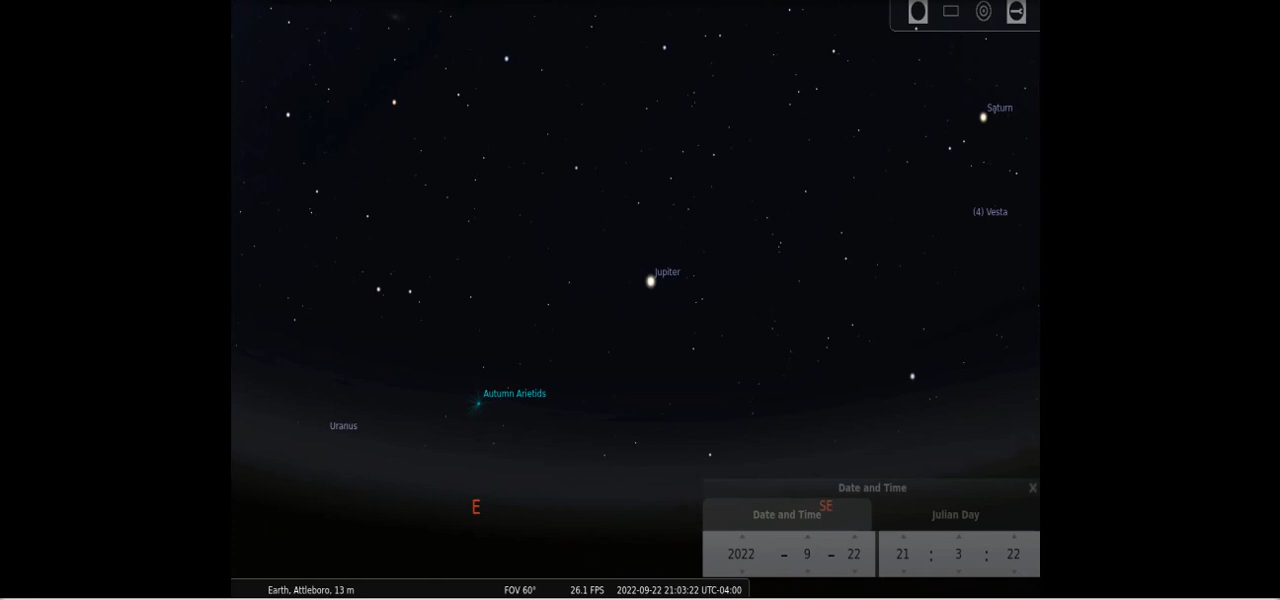 Saturn
(4) Vesta
Jupiter
Autumn Arietids
Uranus
E
SE
Date and Time X
Date and Time Julian Day
2022 - 9 - 22 21 : 3 : 22
Earth, Attleboro, 13 m FOV 60° 26.1 FPS 2022-09-22 21:03:22 UTC-04:00